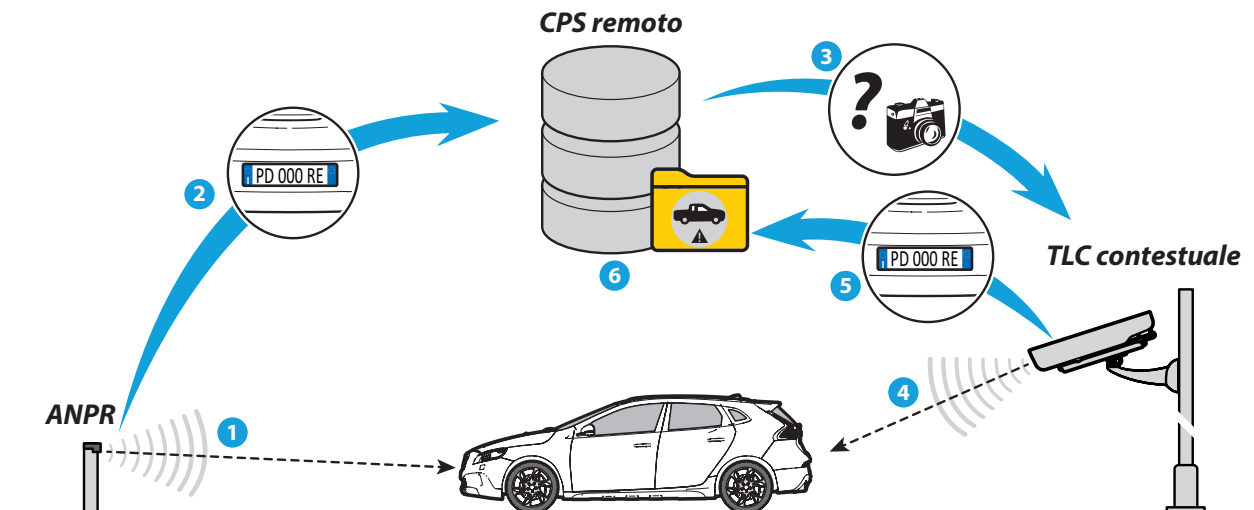 CPS remoto
3
?
PD 000 RE
2
I
PD 000 RE
I
TLC contestuale
6
5
4
ANPR
1